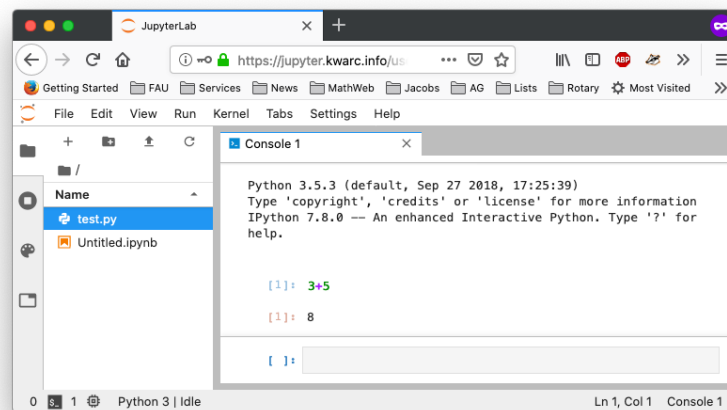 JupyterLab
https://jupyter.kwarc.info/us
ABP
Getting Started FAU Services News MathWeb Jacobs AG Lists Rotary Most Visited
File Edit View Run Kernel Tabs Settings Help
Console 1
/
Name
test.py
Untitled.ipynb
Python 3.5.3 (default, Sep 27 2018, 17:25:39)
Type 'copyright', 'credits' or 'license' for more information
IPython 7.8.0 -- An enhanced Interactive Python. Type '?' for
help.
[1]: 3+5
[1]: 8
[ ]:
0 $_ 1 Python 3 | Idle Ln 1, Col 1 Console 1